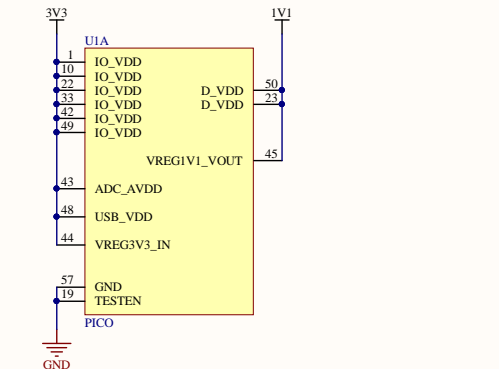 3V3 1V1
U1A
1 IO_VDD
10 IO_VDD
22 IO_VDD D_VDD 50
33 IO_VDD D_VDD 23
42 IO_VDD
49 IO_VDD
VREG1V1_VOUT 45
43 ADC_AVDD
48 USB_VDD
44 VREG3V3_IN
57 GND
19 TESTEN
PICO
GND